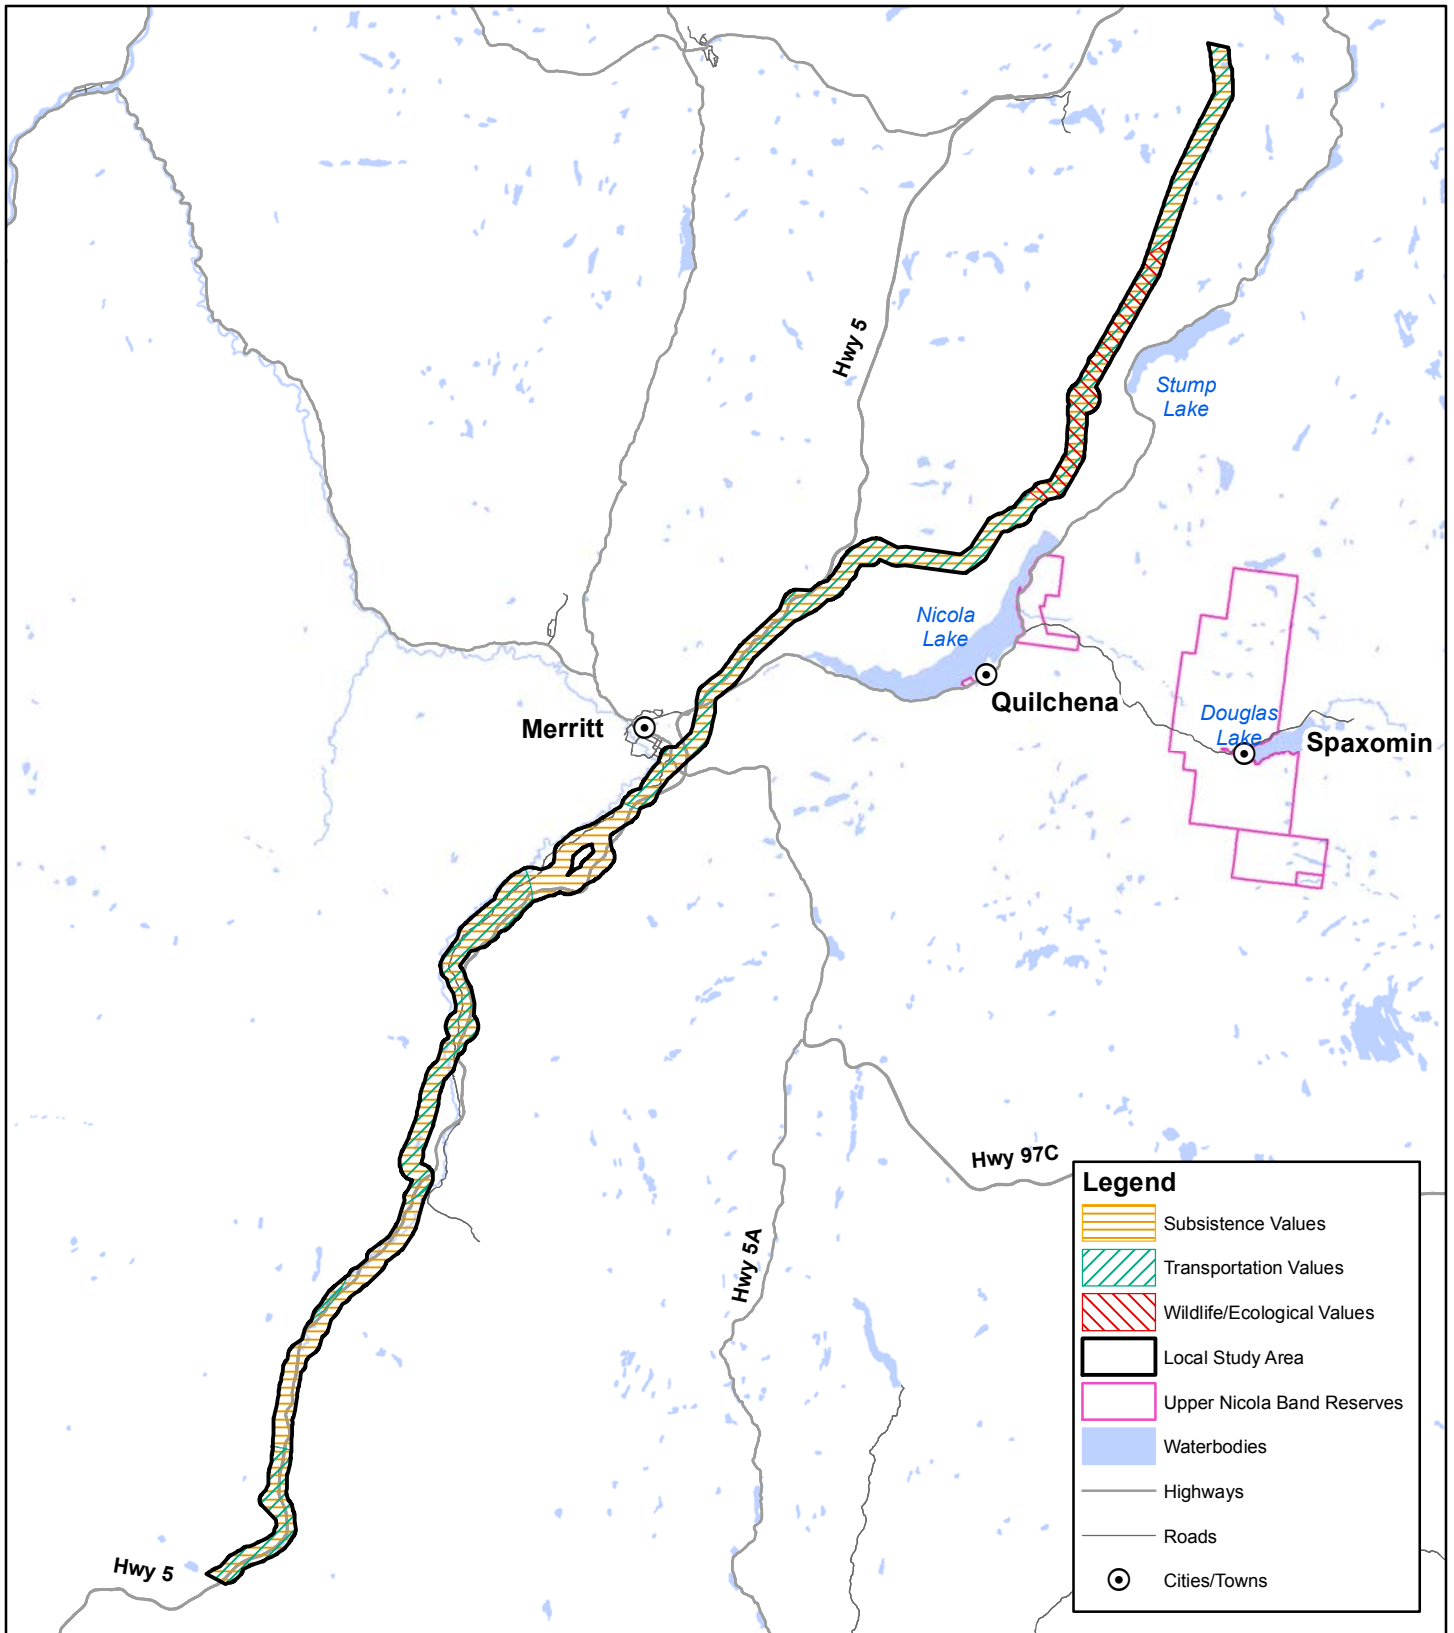 Hwy 5
Stump
Lake
Nicola
Lake
Quilchena
Merritt
Douglas
Lake
Spaxomin
Hwy 97C
Hwy 5A
Hwy 5
Legend
Subsistence Values
Transportation Values
Wildlife/Ecological Values
Local Study Area
Upper Nicola Band Reserves
Waterbodies
Highways
Roads
Cities/Towns